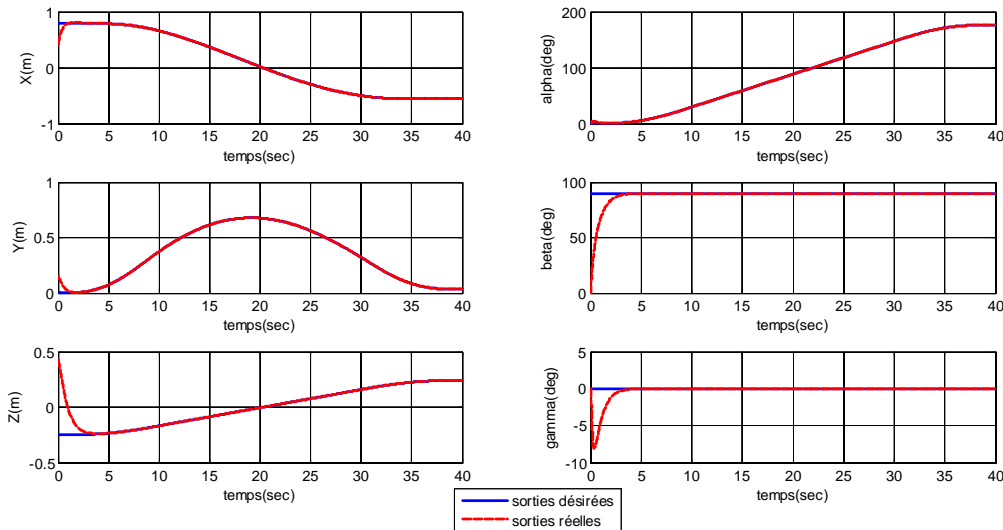 1
0
-1
X(m)
0 5 10 15 20 25 30 35 40
temps(sec)
200
100
0
alpha(deg)
0 5 10 15 20 25 30 35 40
temps(sec)
1
0.5
0
Y(m)
0 5 10 15 20 25 30 35 40
temps(sec)
100
50
0
beta(deg)
0 5 10 15 20 25 30 35 40
temps(sec)
0.5
0
-0.5
Z(m)
0 5 10 15 20 25 30 35 40
temps(sec)
5
0
-5
-10
gamma(deg)
0 5 10 15 20 25 30 35 40
temps(sec)
sorties désirées
sorties réelles